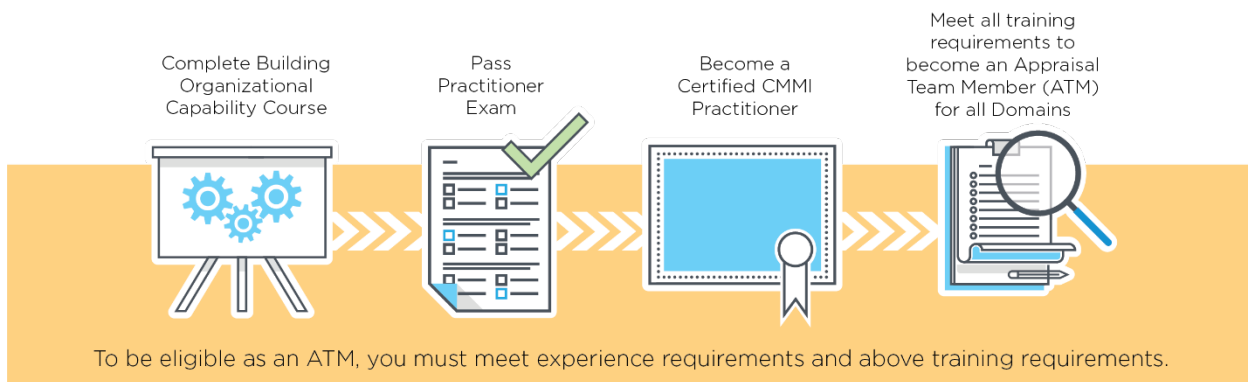 Complete Building
Organizational
Capability Course
Pass
Practitioner
Exam
Become a
Certified CMMI
Practitioner
Meet all training
requirements to
become an Appraisal
Team Member (ATM)
for all Domains
To be eligible as an ATM, you must meet experience requirements and above training requirements.